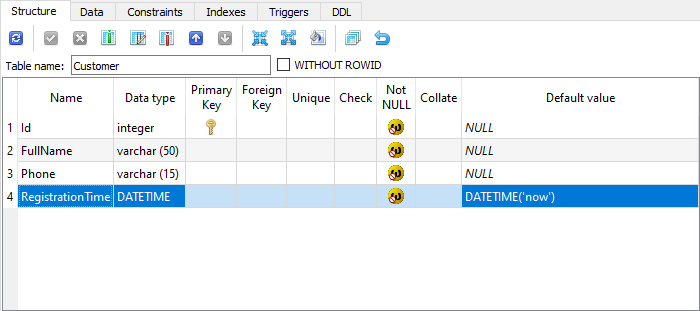 Structure Data Constraints Indexes Triggers DDL
Table name: Customer WITHOUT ROWID
Name Data type Primary Key Foreign Key Unique Check Not NULL Collate Default value
1 Id integer NULL
2 FullName varchar (50) NULL
3 Phone varchar (15) NULL
4 RegistrationTime DATETIME DATETIME('now')